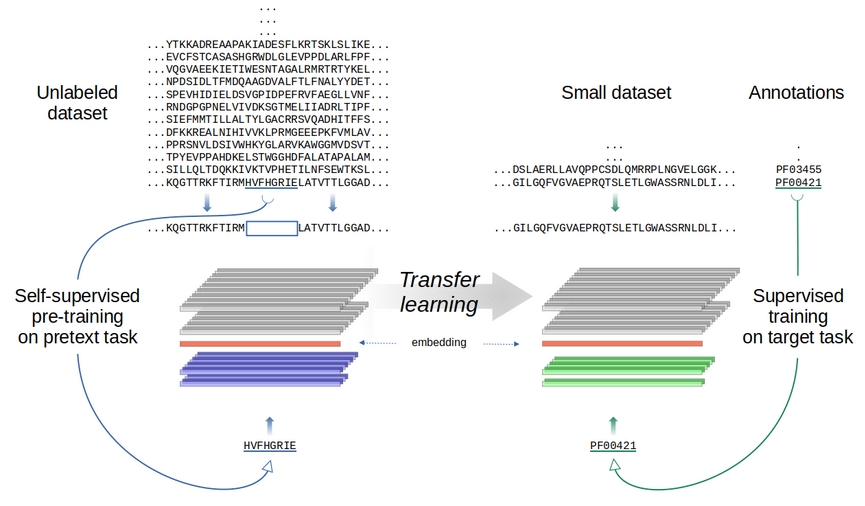 ...
...
...
...YTKKADREAAPAKIADESFLKRTSKLSLIKE...
...EVCFSTCASASHGRWDLGLEVPPDLARLFPF...
...VQGVAEEKIETIWESNTAGALRMRTRTYKEL...
...NPDSIDLTFMDQAAGDVALFTLFNALYYDET...
...SPEVHIDIELDSVGPIDPEFRVFAEGLLVNF...
...RNDGPGPNELVIVDKSGTMELIIADRLTIPF...
...SIEFMMTILLALTYLGACRRSVQADHITFFS...
...DFKKREALNIHIVVKLPRMGEEEPKFVMLAV...
...PPRSNVLDSIVWHKYGLARVKAWGGMVDSVT...
...TPYEVPPAHDKELSTWGGHDFALATAPALAM...
...SILLQLTDQKKIVKTVPHETILNFSEWTKSL...
...KQGTTRKFTIRMHVFHGRIELATVTTLGGAD...
Unlabeled
dataset
...KQGTTRKFTIRM LATVTTLGGAD...
Self-supervised
pre-training
on pretext task
HVFHGRIE
Transfer
learning
embedding
Small dataset
...
...
...DSLAERLLAVQPPCSDLQMRRPLNGVELGGK...
...GILGQFVGVAEPRQTSLETLGWASSRNLDLI...
...GILGQFVGVAEPRQTSLETLGWASSRNLDLI...
Annotations
.
.
PF03455
PF00421
Supervised
training
on target task
PF00421